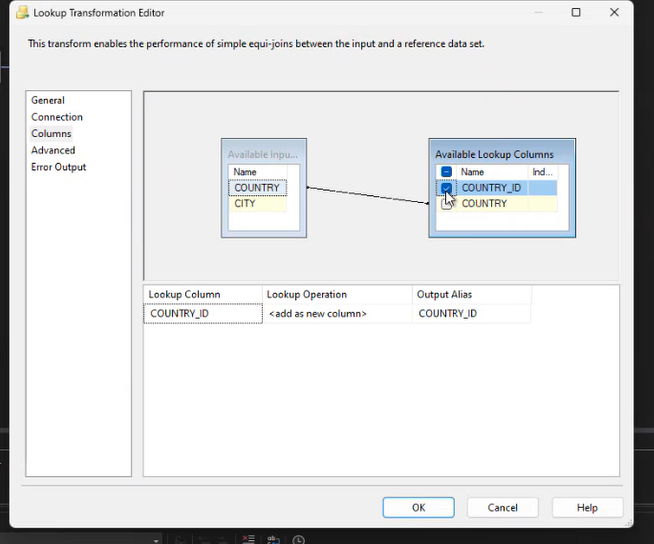 Lookup Transformation Editor
This transform enables the performance of simple equi-joins between the input and a reference data set.
General
Connection
Columns
Advanced
Error Output
Available Inpu...
Name
COUNTRY
CITY
Available Lookup Columns
Name Ind...
COUNTRY_ID
COUNTRY
Lookup Column Lookup Operation Output Alias
COUNTRY_ID <add as new column> COUNTRY_ID
OK Cancel Help